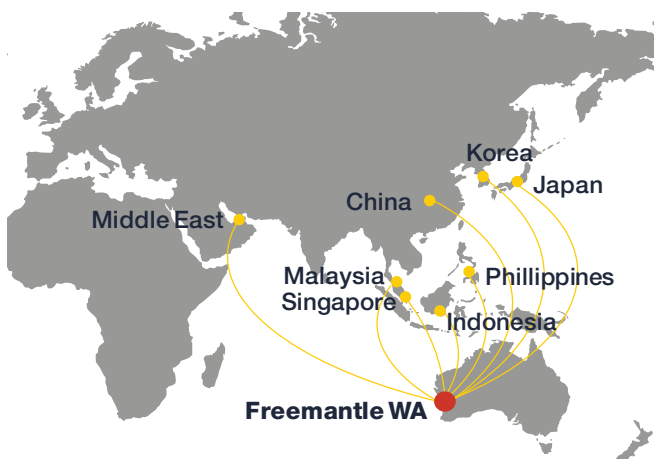 Korea
Japan
China
Middle East
Malaysia
Phillippines
Singapore
Indonesia
Freemantle WA